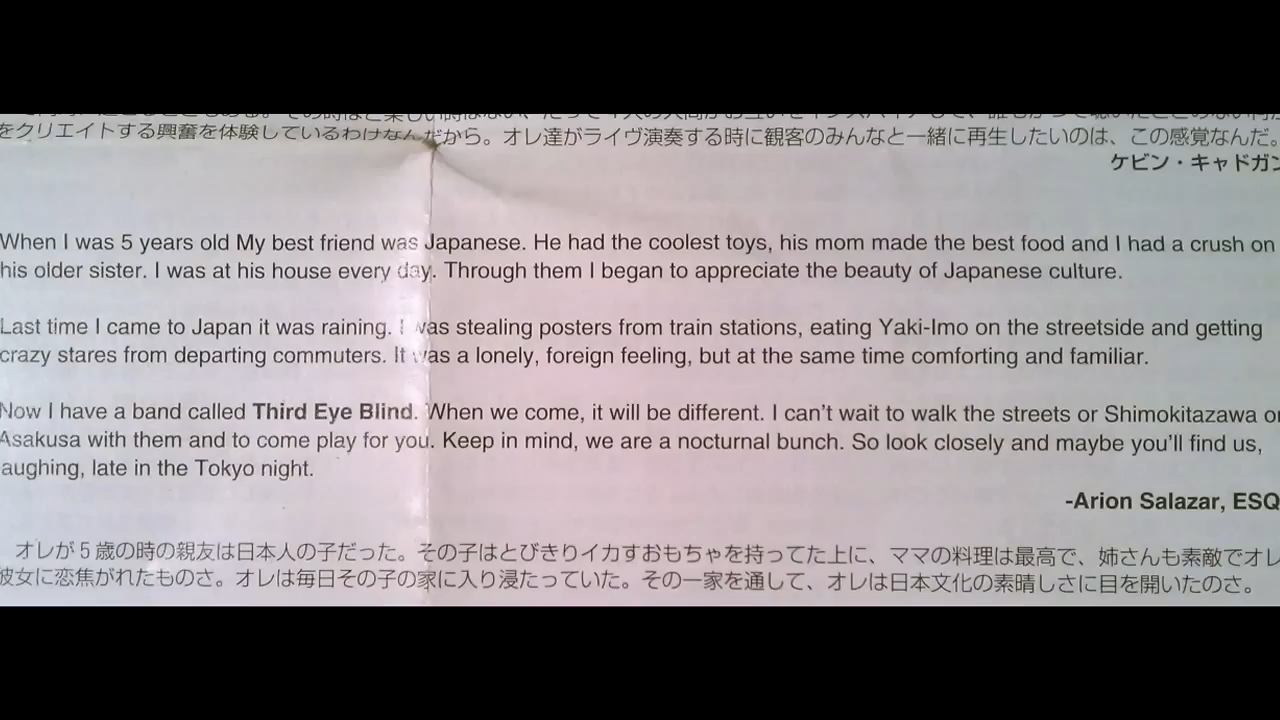 をクリエイトする興奮を体験しているわけなんだから。オレ達がライヴ演奏する時に観客のみんなと一緒に再生したいのは、この感覚なんだ。
ケビン・キャドガン
When I was 5 years old My best friend was Japanese. He had the coolest toys, his mom made the best food and I had a crush on
his older sister. I was at his house every day. Through them I began to appreciate the beauty of Japanese culture.
Last time I came to Japan it was raining. I was stealing posters from train stations, eating Yaki-Imo on the streetside and getting
crazy stares from departing commuters. It was a lonely, foreign feeling, but at the same time comforting and familiar.
Now I have a band called Third Eye Blind. When we come, it will be different. I can't wait to walk the streets or Shimokitazawa or
Asakusa with them and to come play for you. Keep in mind, we are a nocturnal bunch. So look closely and maybe you'll find us,
laughing, late in the Tokyo night.
-Arion Salazar, ESQ
オレが5歳の時の親友は日本人の子だった。その子はとびきりイカすおもちゃを持ってた上に、ママの料理は最高で、姉さんも素敵でオレ
彼女に恋焦がれたものさ。オレは毎日その子の家に入り浸たっていた。その一家を通して、オレは日本文化の素晴しさに目を開いたのさ。